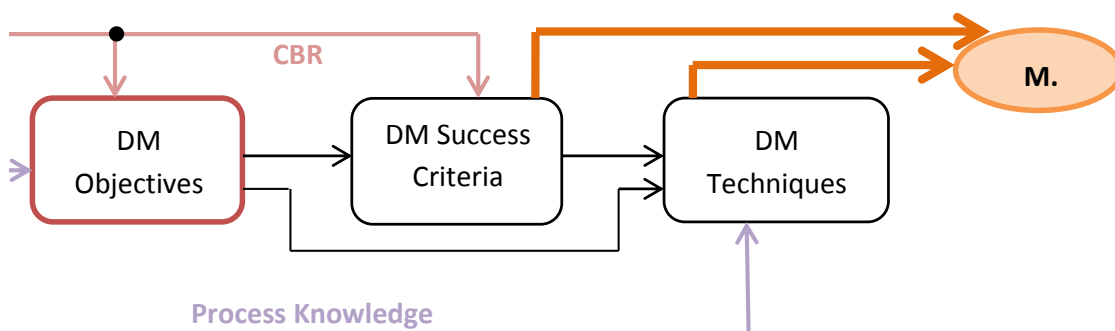 CBR
DM
Objectives
DM Success
Criteria
DM
Techniques
M.
Process Knowledge